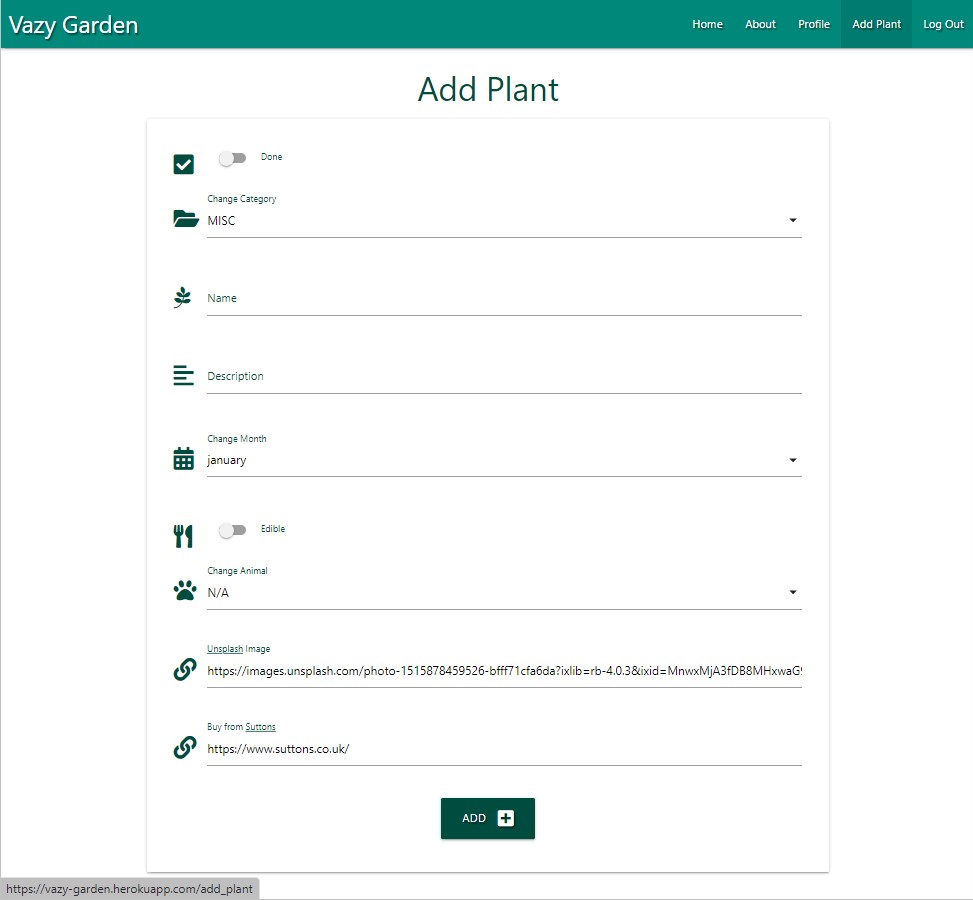 Vazy Garden
Home About Profile Add Plant Log Out
Add Plant
Done
Change Category
MISC
Name
Description
Change Month
january
Edible
Change Animal
N/A
Unsplash Image
https://images.unsplash.com/photo-1515878459526-bfff71cfa6da?ixlib=rb-4.0.3&ixid=MnwxMjA3fDB8MHxwaG9
Buy from Suttons
https://www.suttons.co.uk/
ADD
https://vazy-garden.herokuapp.com/add_plant